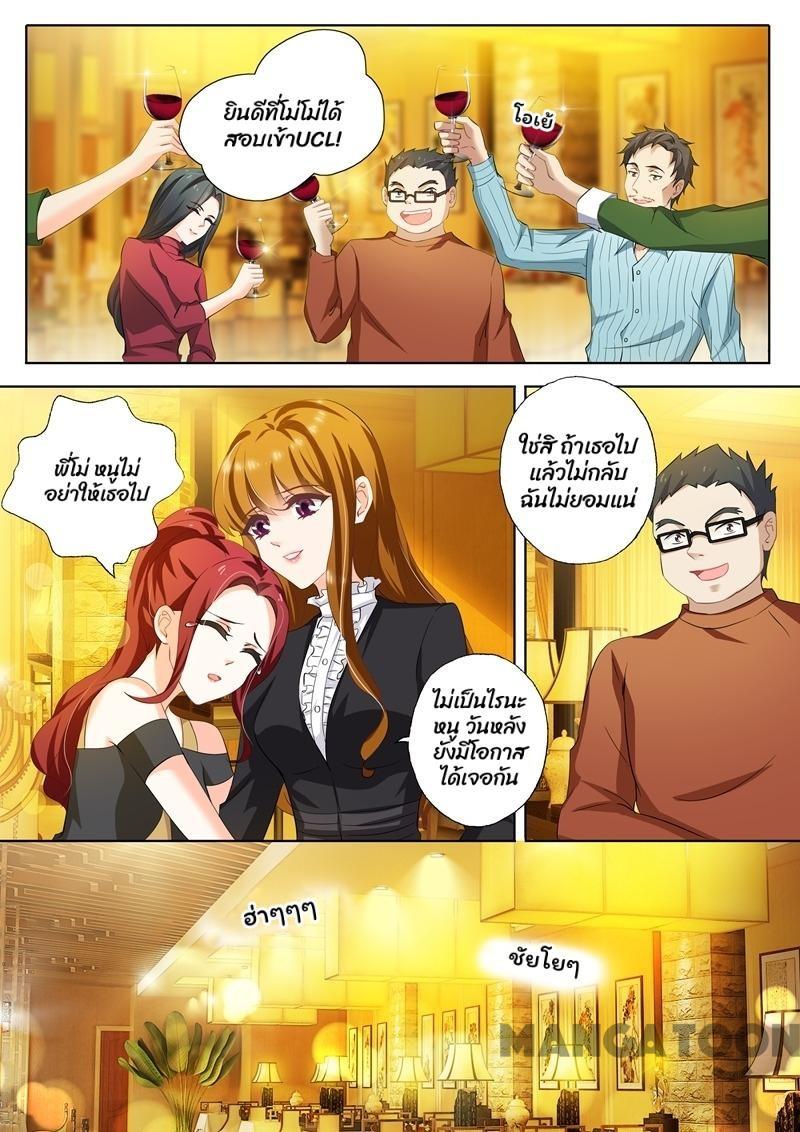 ยินดีที่โม่โม่ได้
สอบเข้าUCL!
โอเย้
พี่โม่ หนูไม่
อย่าให้เธอไป
ใช่สิ ถ้าเธอไป
แล้วไม่กลับ
ฉันไม่ยอมแน่
ไม่เป็นไรนะ
หนู วันหลัง
ยังมีโอกาส
ได้เจอกัน
ฮ่าๆๆๆ
ชัยโยๆ
MANGATOON